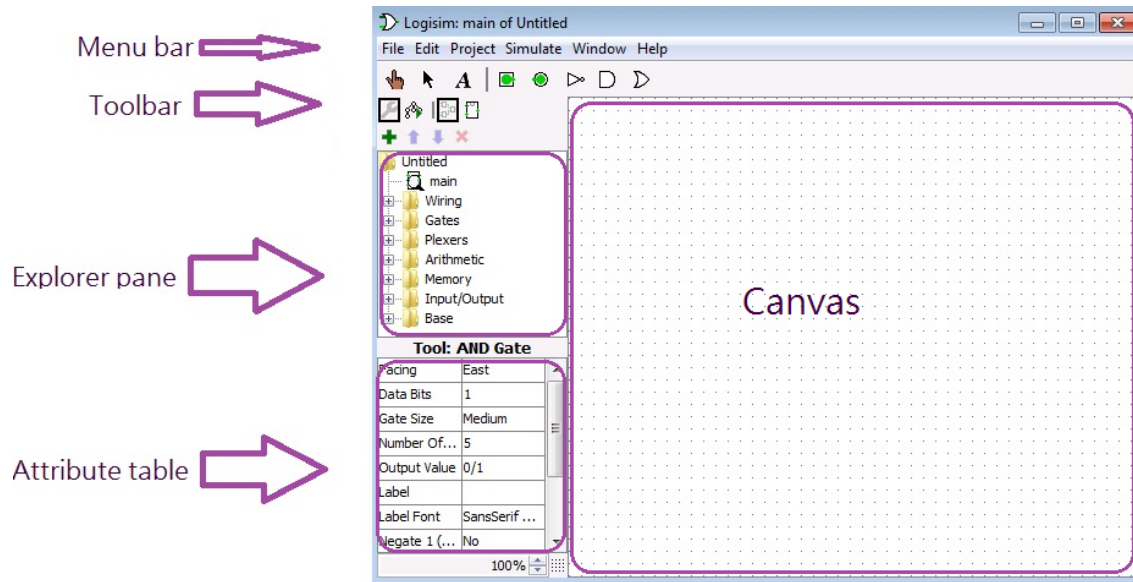 Logisim: main of Untitled
Menu bar
File Edit Project Simulate Window Help
A
Toolbar
Untitled
main
Wiring
Gates
Plexers
Arithmetic
Explorer pane
Memory
Input/Output
Base
Canvas
Tool: AND Gate
Facing East
Data Bits 1
Gate Size Medium
Number Of... 5
Attribute table
Output Value 0/1
Label
Label Font SansSerif ...
Negate 1 (... No
100%